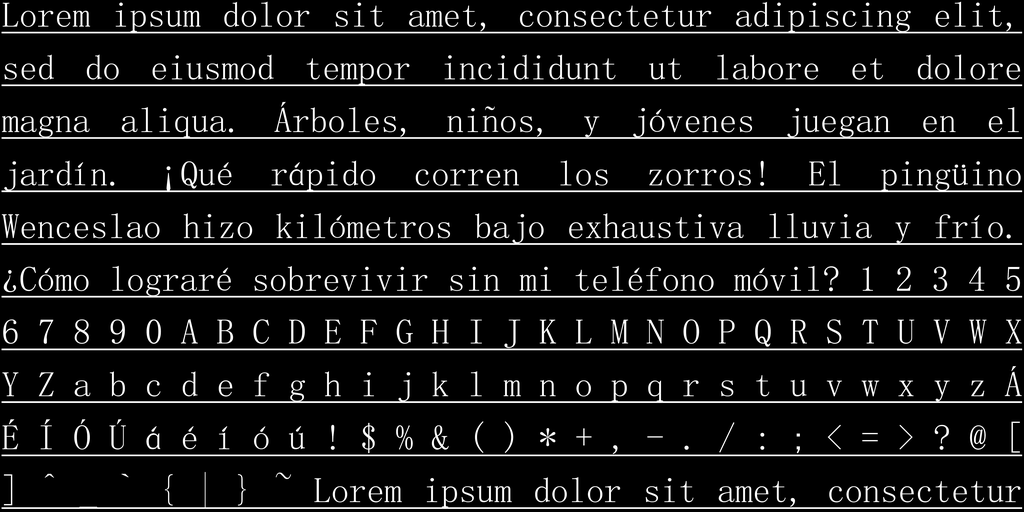 Lorem ipsum dolor sit amet, consectetur adipiscing elit,
sed do eiusmod tempor incididunt ut labore et dolore
magna aliqua. Árboles, niños, y jóvenes juegan en el
jardín. ¡Qué rápido corren los zorros! El pingüino
Wenceslao hizo kilómetros bajo exhaustiva lluvia y frío.
¿Cómo lograré sobrevivir sin mi teléfono móvil? 1 2 3 4 5
6 7 8 9 0 A B C D E F G H I J K L M N O P Q R S T U V W X
Y Z a b c d e f g h i j k l m n o p q r s t u v w x y z Á
É Í Ó Ú á é í ó ú ! $ % & ( ) * + , - . / : ; < = > ? @ [
] ^ _ ` { | } ~ Lorem ipsum dolor sit amet, consectetur